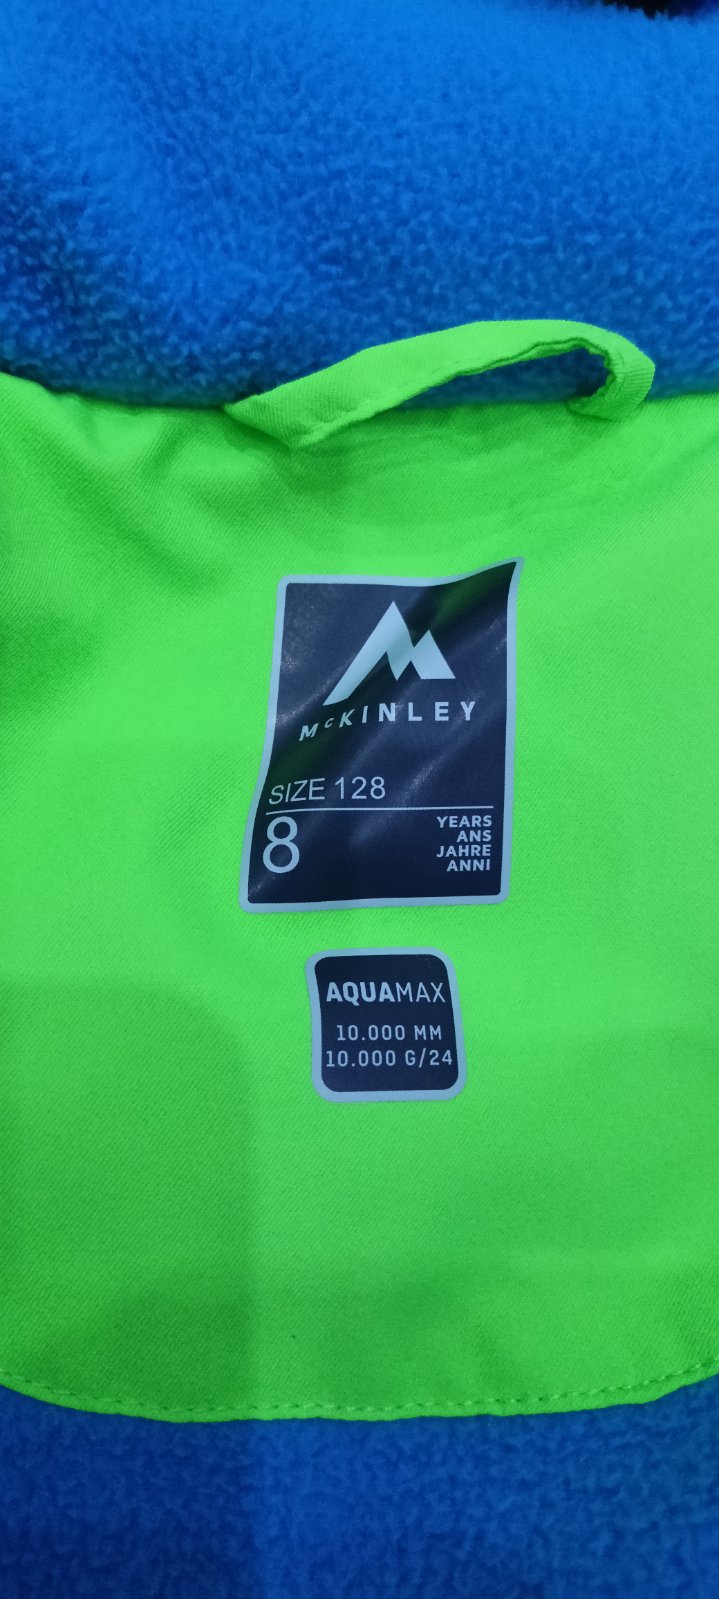 McKINLEY
SIZE 128
8
YEARS
ANS
JAHRE
ANNI
AQUAMAX
10.000 MM
10.000 G/24